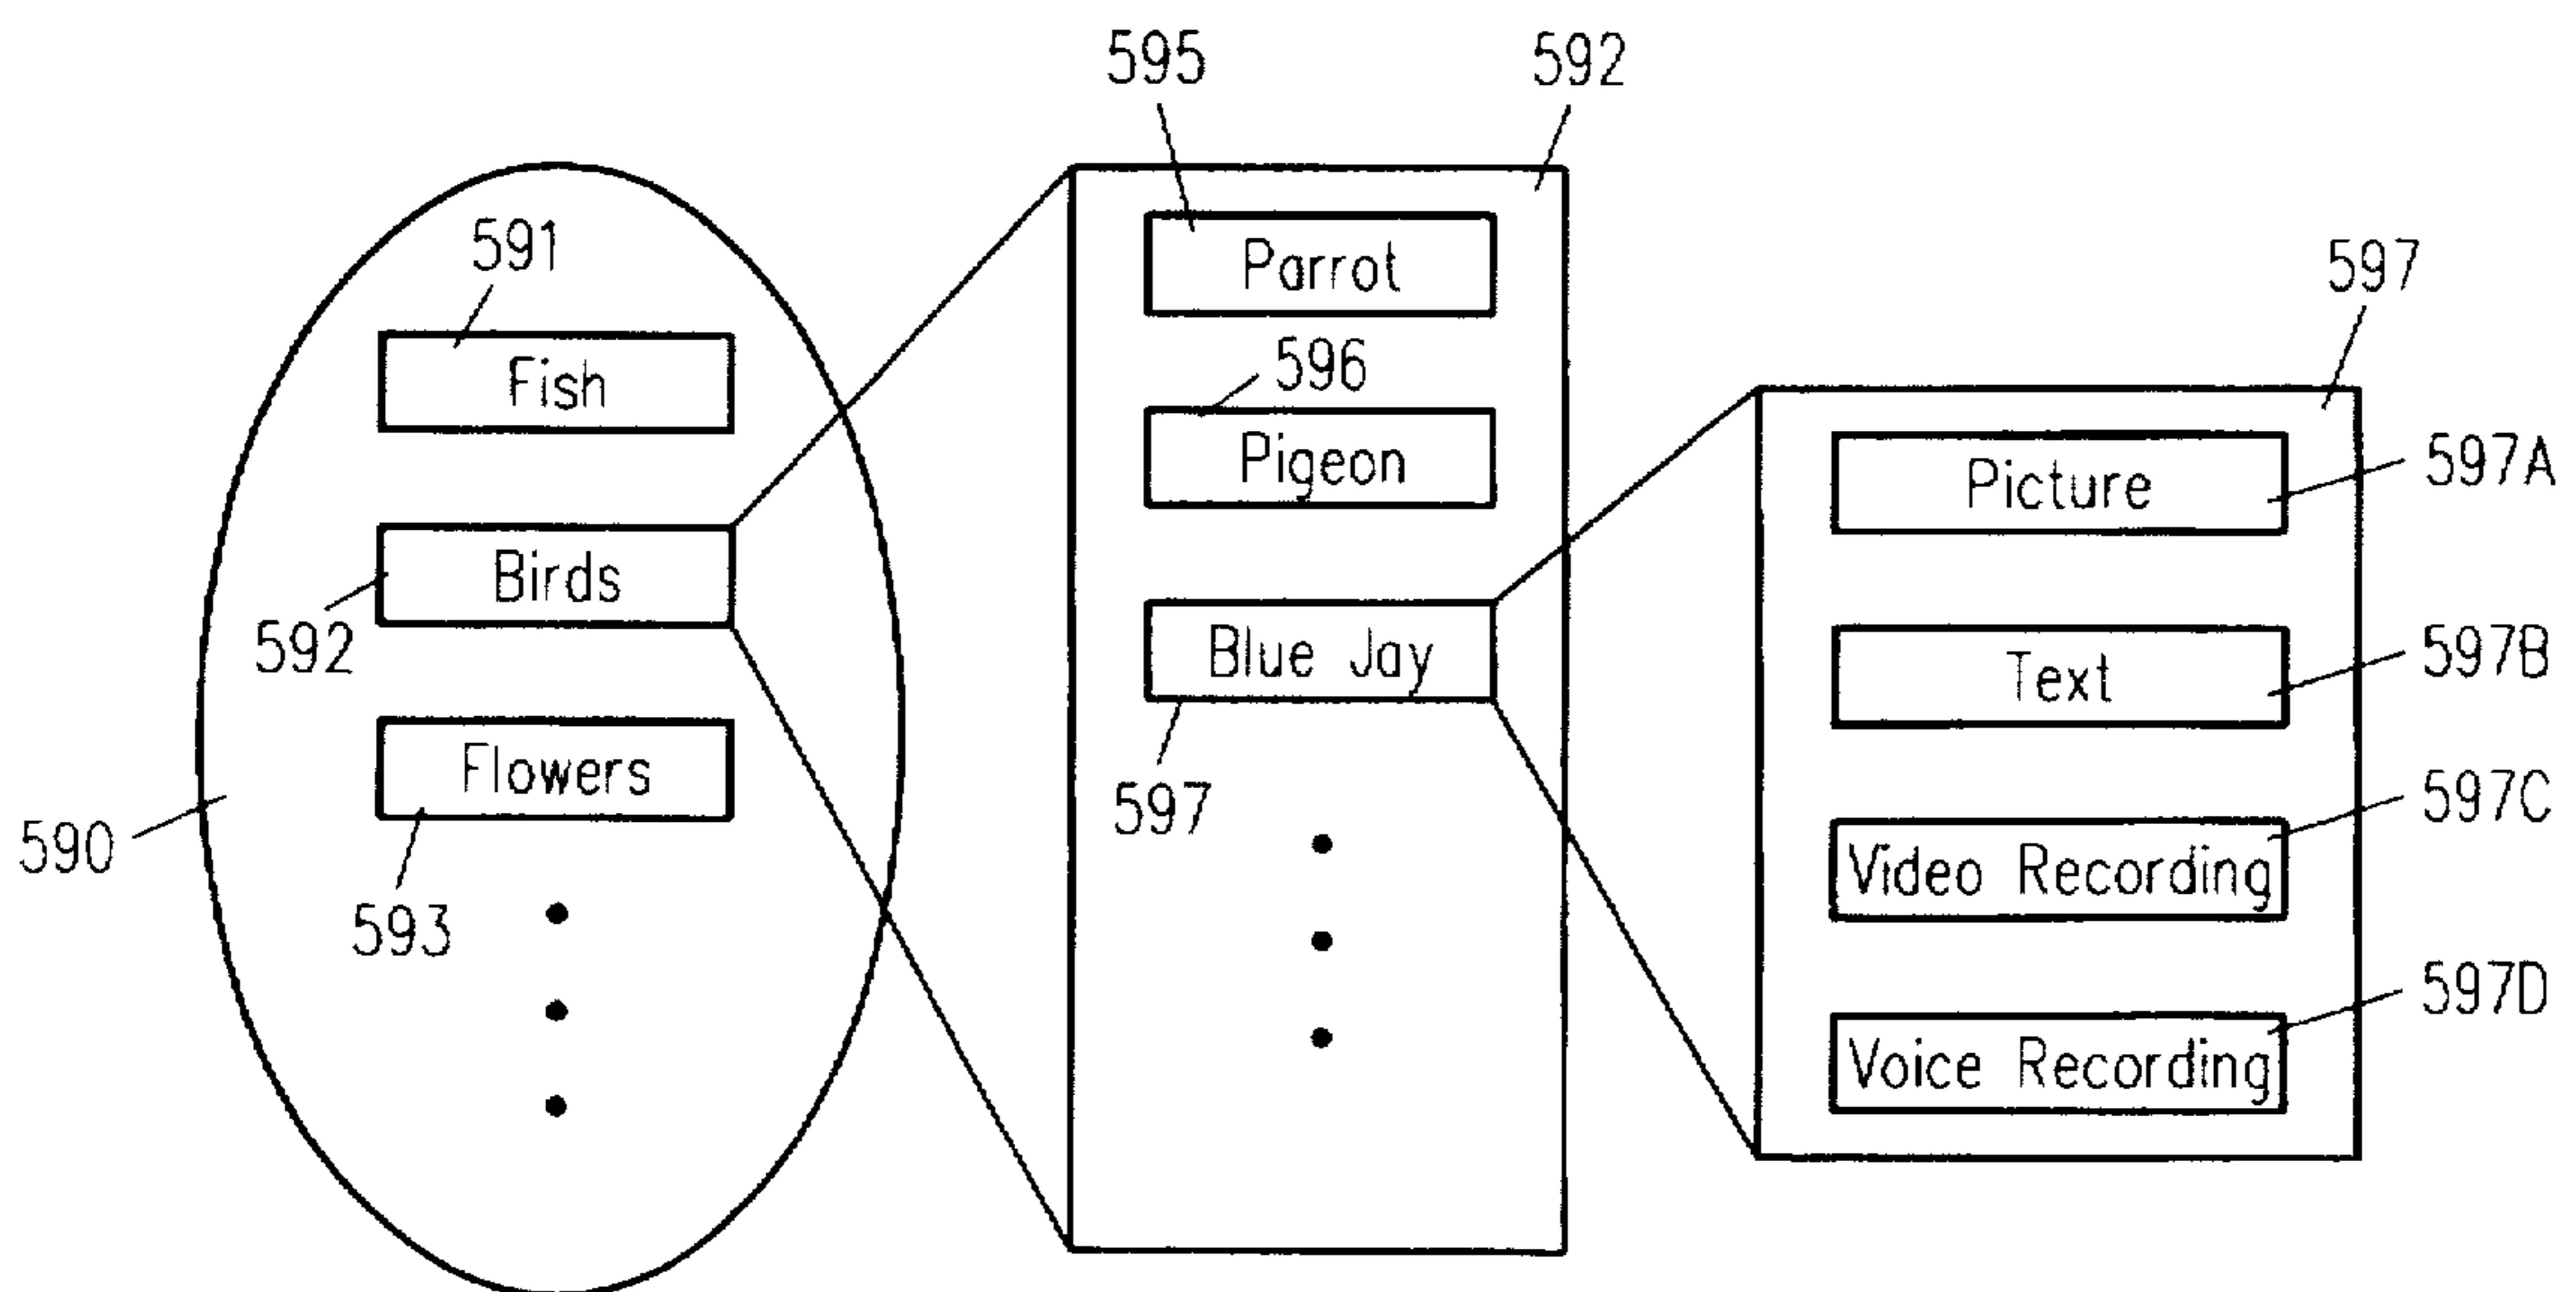 590
591
Fish
592
Birds
593
Flowers
592
595
Parrot
596
Pigeon
597
Blue Jay
597
597A
Picture
597B
Text
597C
Video Recording
597D
Voice Recording